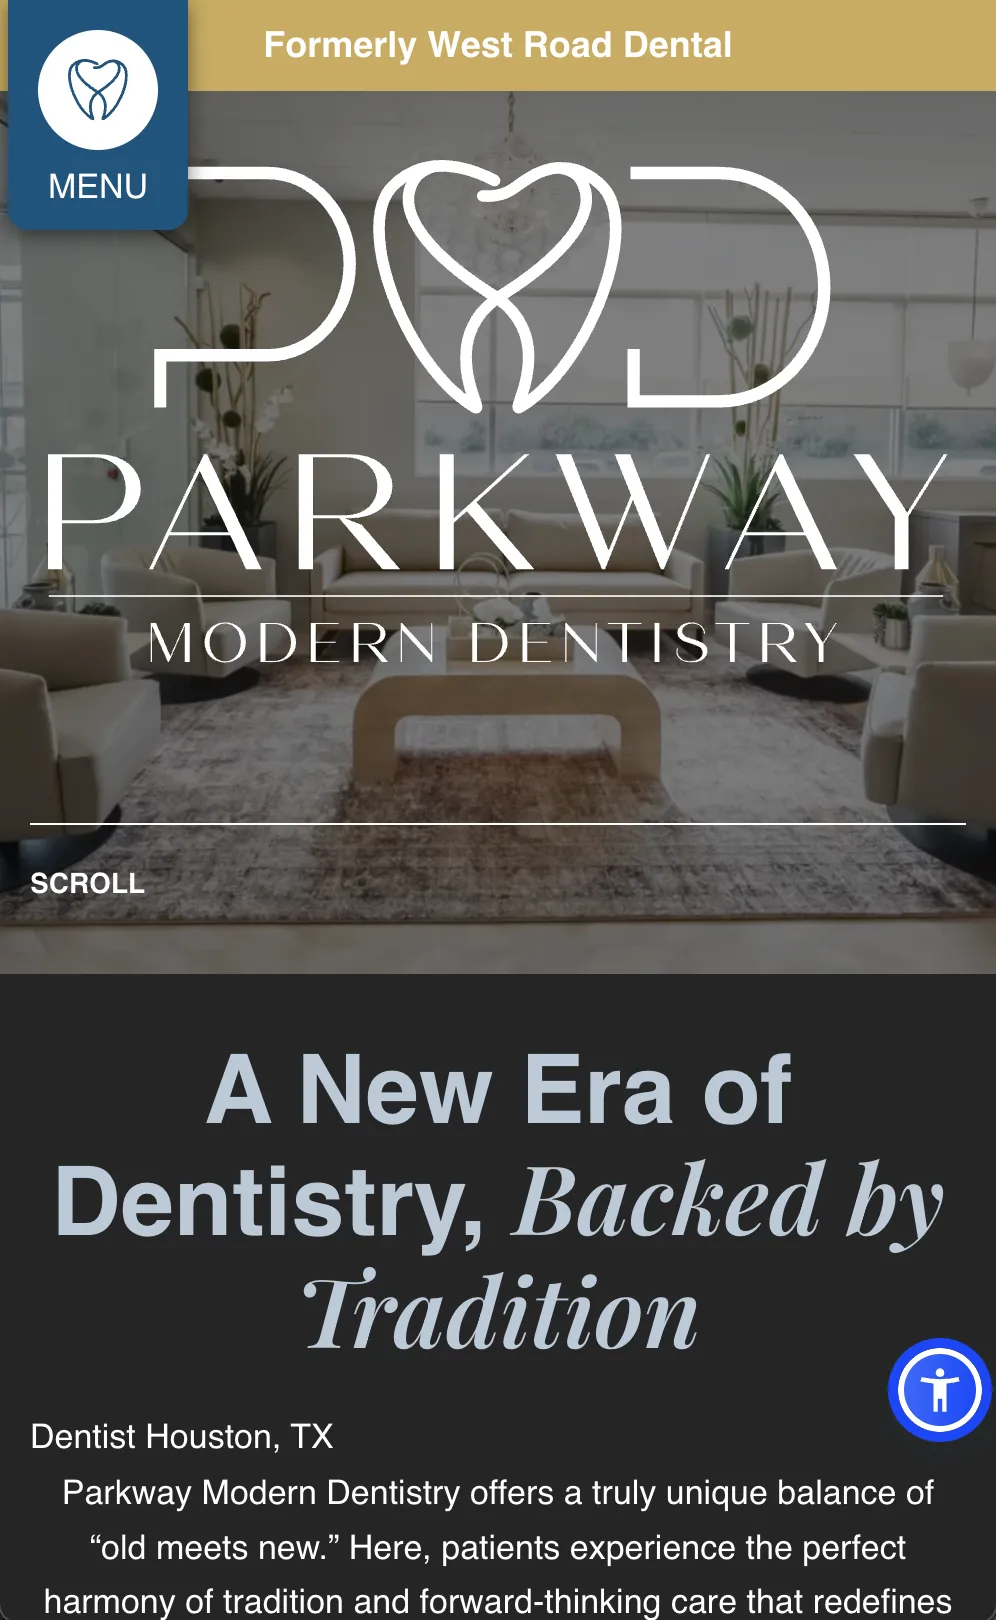 Formerly West Road Dental
MENU
P D
PARKWAY
MODERN DENTISTRY
SCROLL
A New Era of
Dentistry, Backed by
Tradition
Dentist Houston, TX
Parkway Modern Dentistry offers a truly unique balance of
“old meets new.” Here, patients experience the perfect
harmony of tradition and forward-thinking care that redefines